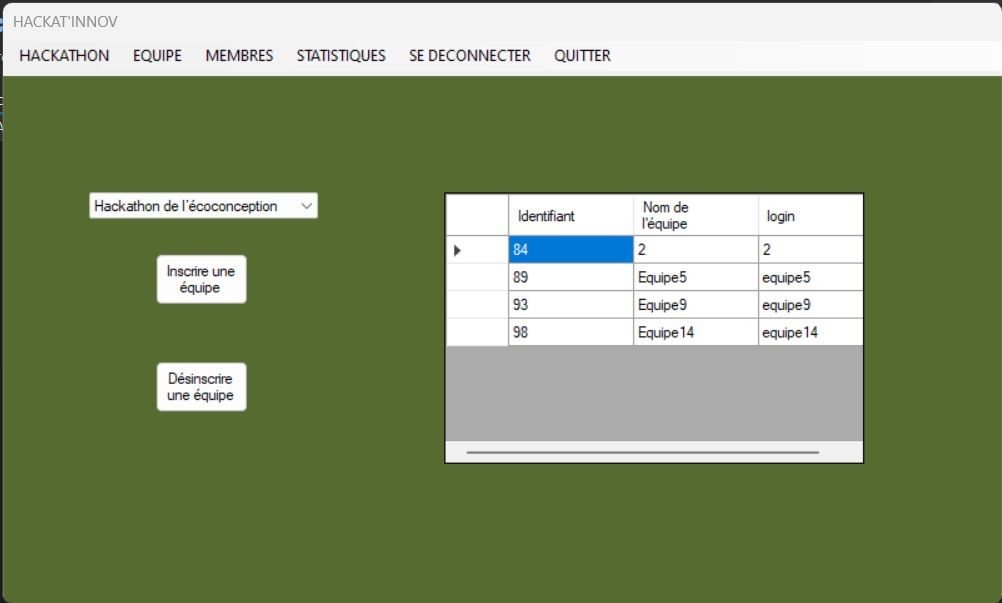 HACKAT'INNOV
HACKATHON EQUIPE MEMBRES STATISTIQUES SE DECONNECTER QUITTER
Hackathon de l'écoconception
Inscrire une
équipe
Désinscrire
une équipe
Identifiant Nom de l'équipe login
84 2 2
89 Equipe5 equipe5
93 Equipe9 equipe9
98 Equipe14 equipe14